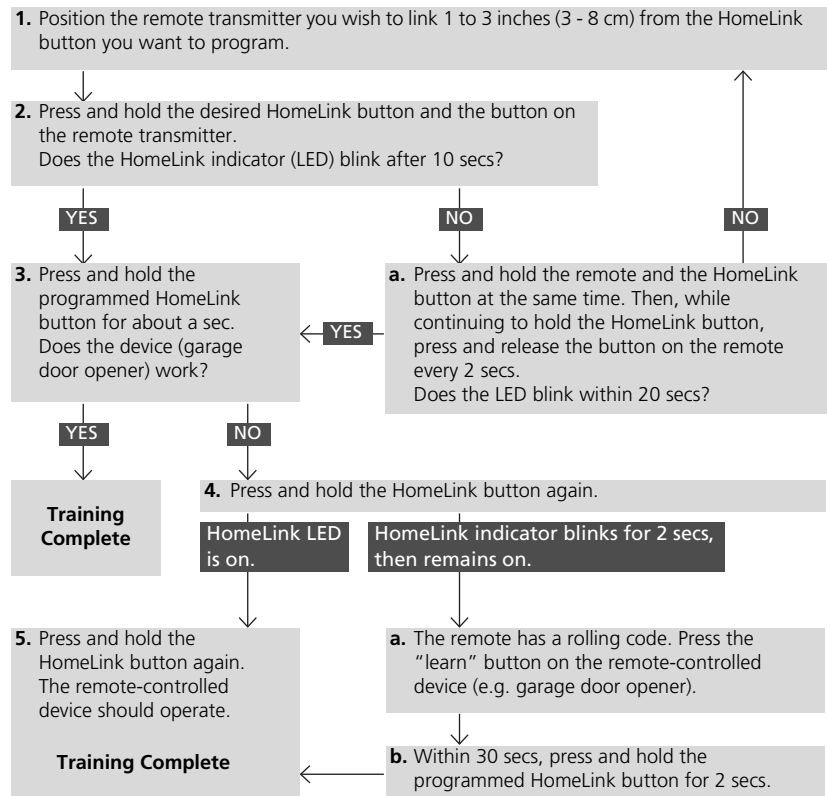 1. Position the remote transmitter you wish to link 1 to 3 inches (3 - 8 cm) from the HomeLink
button you want to program.
2. Press and hold the desired HomeLink button and the button on
the remote transmitter.
Does the HomeLink indicator (LED) blink after 10 secs?
YES
NO
NO
3. Press and hold the
programmed HomeLink
button for about a sec.
Does the device (garage
door opener) work?
YES
a. Press and hold the remote and the HomeLink
button at the same time. Then, while
continuing to hold the HomeLink button,
press and release the button on the remote
every 2 secs.
Does the LED blink within 20 secs?
YES
NO
Training
Complete
4. Press and hold the HomeLink button again.
HomeLink LED
is on.
HomeLink indicator blinks for 2 secs,
then remains on.
5. Press and hold the
HomeLink button again.
The remote-controlled
device should operate.
Training Complete
a. The remote has a rolling code. Press the
“learn” button on the remote-controlled
device (e.g. garage door opener).
b. Within 30 secs, press and hold the
programmed HomeLink button for 2 secs.